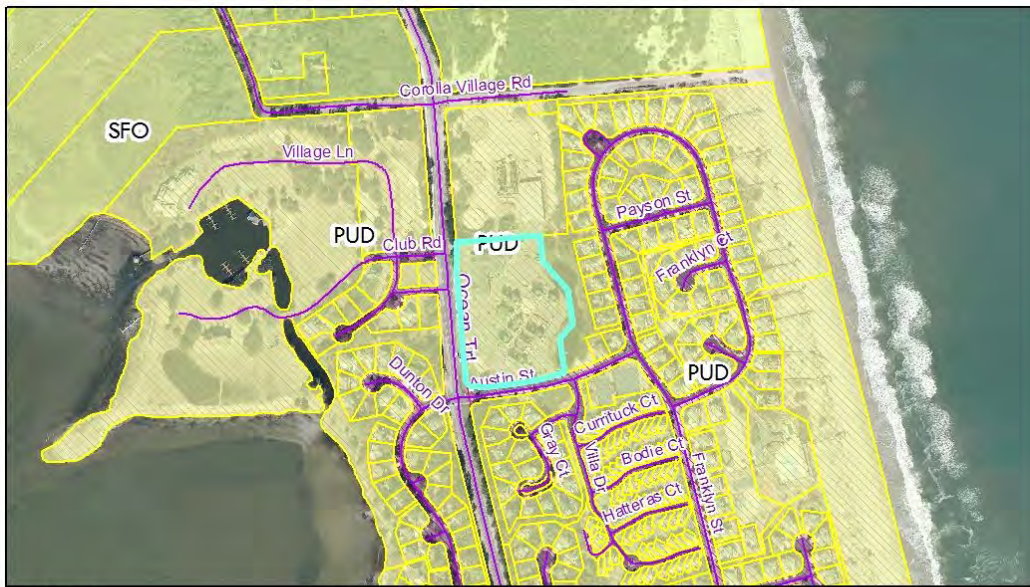 Corolla Village Rd
SFO
Village Ln
Payson St
PUD
Club Rd
PUD
Franklyn Ct
Ocean Trl
Dunton Dr
Austin St
PUD
Currituck Ct
Gray Ct
Villa Dr
Bodie Ct
Franklyn St
Hatteras Ct